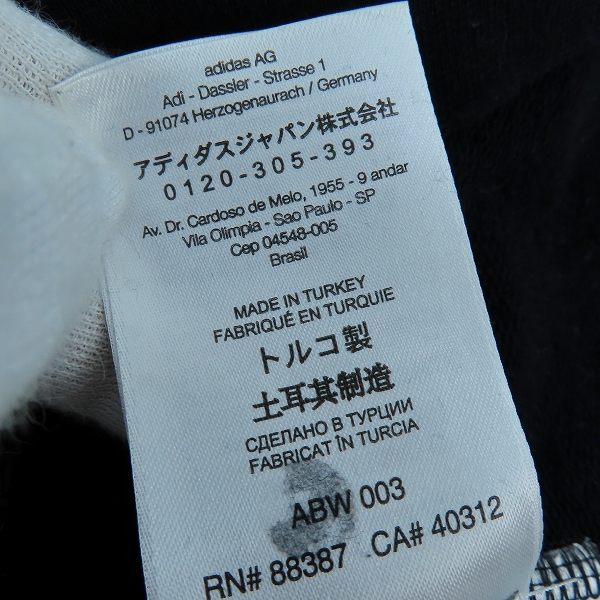 adidas AG
Adi - Dassler - Strasse 1
D - 91074 Herzogenaurach / Germany
アディダスジャパン株式会社
0120-305-393
Av. Dr. Cardoso de Melo, 1955 - 9 andar
Vila Olimpia - Sao Paulo - SP
Cep 04548-005
Brasil
MADE IN TURKEY
FABRIQUÉ EN TURQUIE
トルコ製
土耳其制造
СДЕЛАНО В ТУРЦИИ
FABRICAT ÎN TURCIA
ABW 003
RN# 88387 CA# 40312